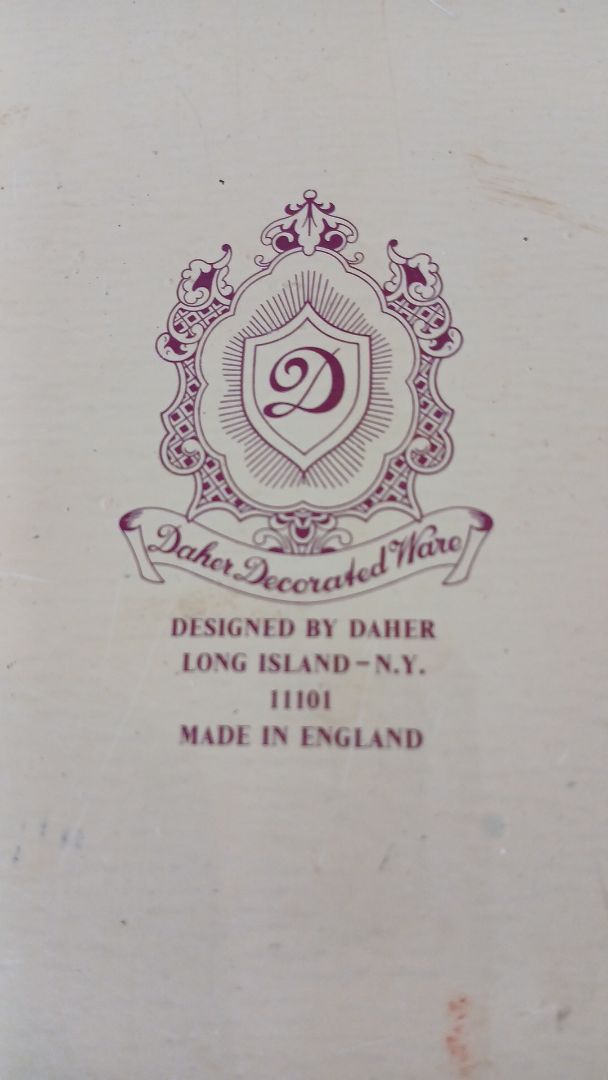 D
Daher Decorated Ware
DESIGNED BY DAHER
LONG ISLAND – N.Y.
11101
MADE IN ENGLAND